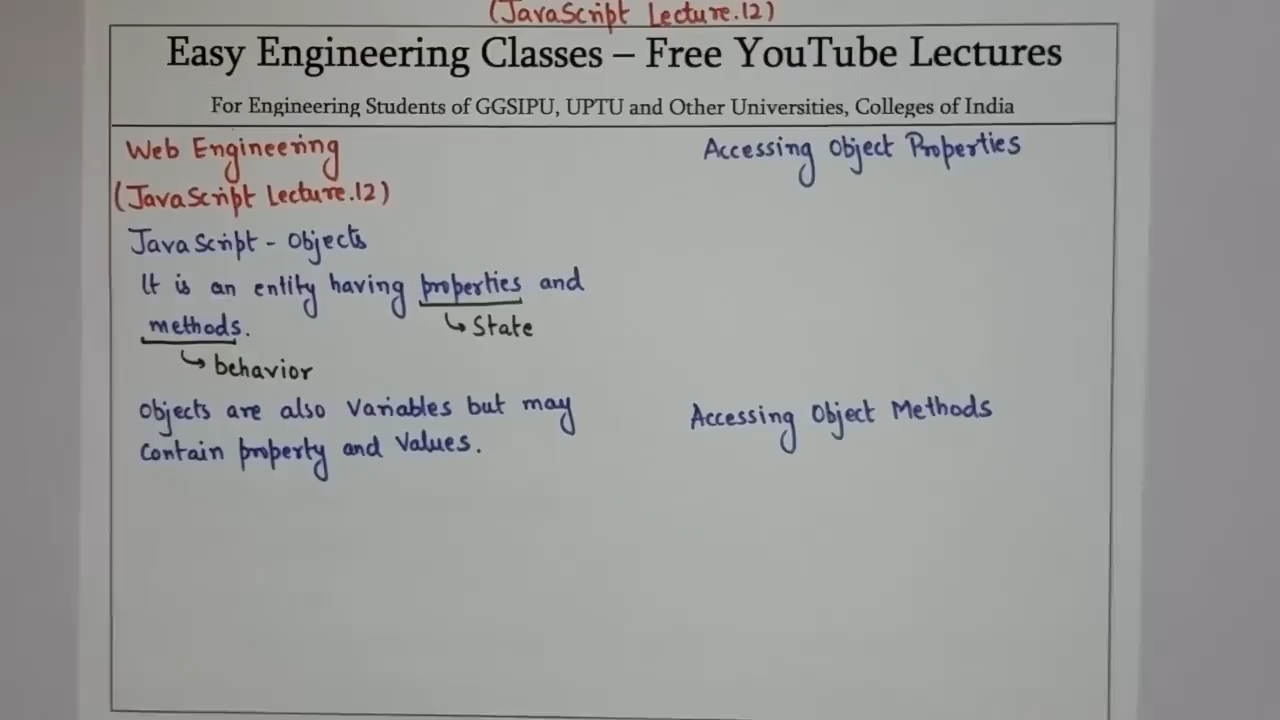 (JavaScript Lecture.12)
Easy Engineering Classes – Free YouTube Lectures
For Engineering Students of GGSIPU, UPTU and Other Universities, Colleges of India
Web Engineering
(JavaScript Lecture.12)
JavaScript - Objects
It is an entity having properties and
methods.
↳ State
↳ behavior
Objects are also Variables but may
Contain property and Values.
Accessing Object Properties
Accessing Object Methods